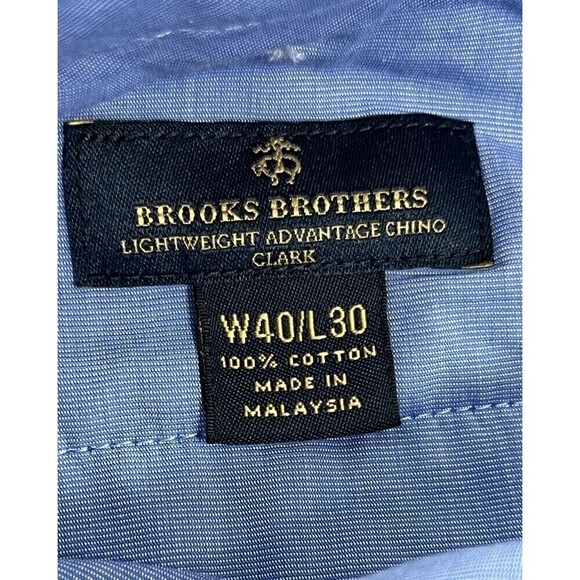 BROOKS BROTHERS
LIGHTWEIGHT ADVANTAGE CHINO
CLARK
W40/L30
100% COTTON
MADE IN
MALAYSIA